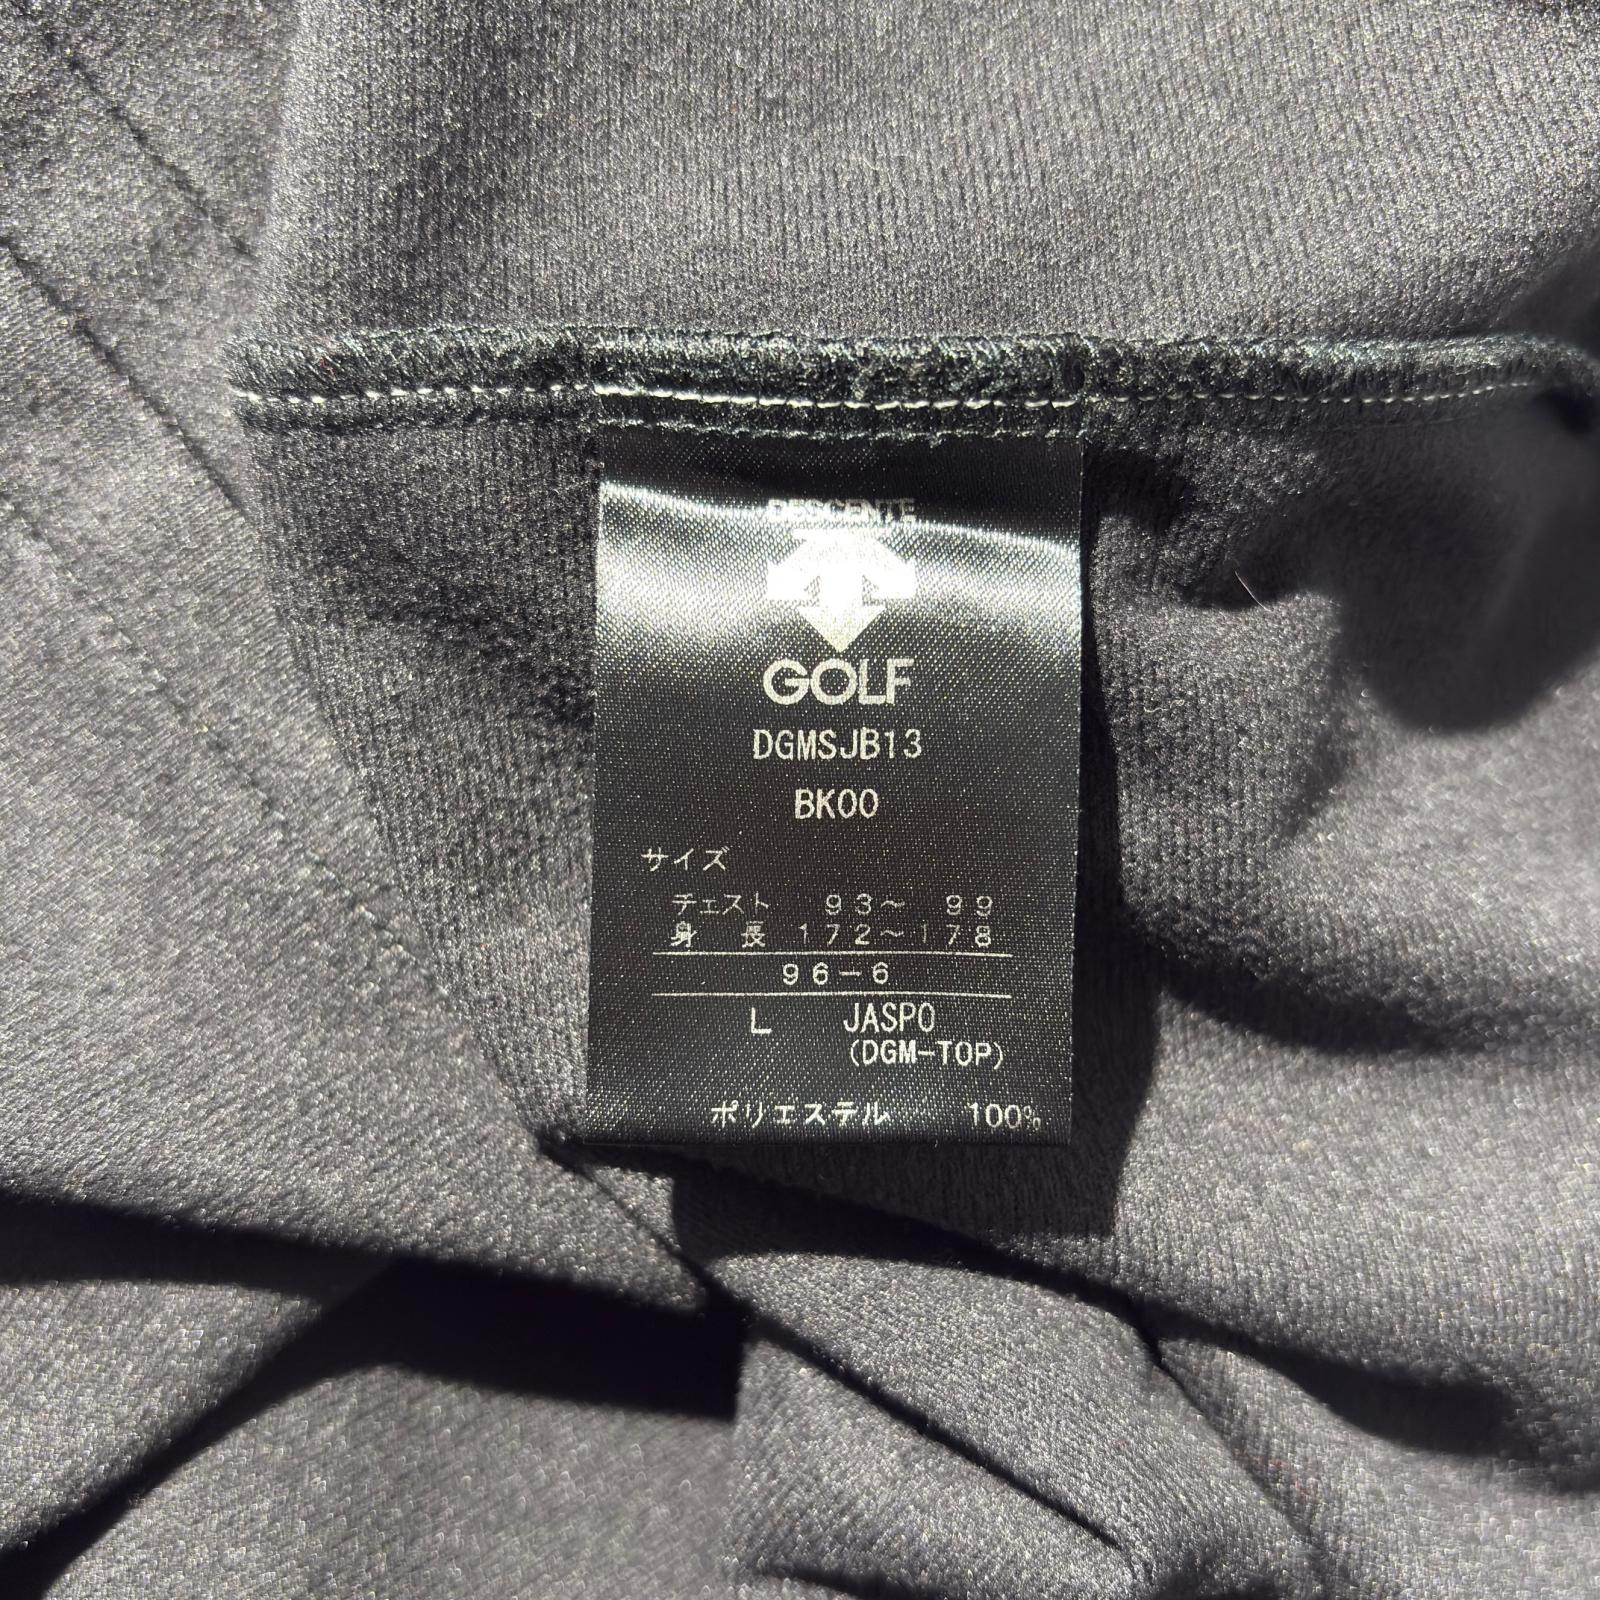 DESCENTE
GOLF
DGMSJB13
BK00
サイズ
チェスト 93～ 99
身 長 172～178
96－6
L JASPO
(DGM-TOP)
ポリエステル 100%